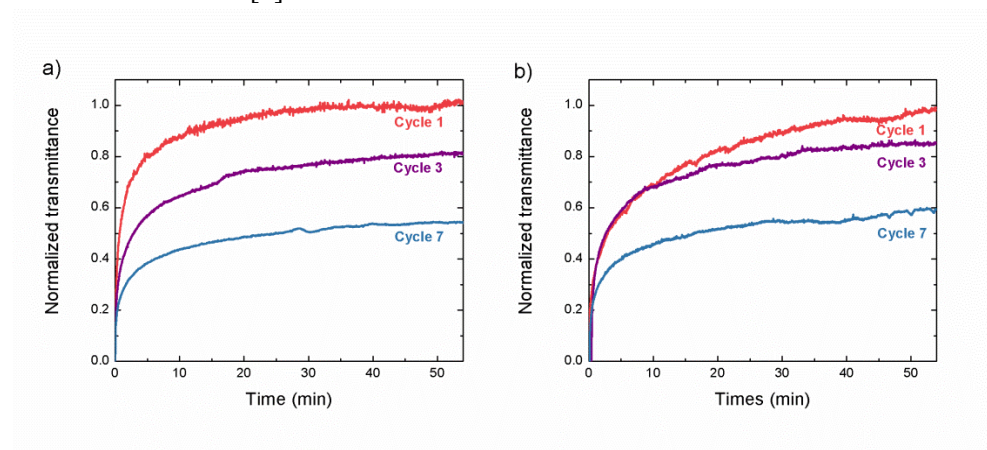 a)
Normalized transmittance
1.0
0.8
0.6
0.4
0.2
0.0
Cycle 1
Cycle 3
Cycle 7
0 10 20 30 40 50
Time (min)
b)
Normalized transmittance
1.0
0.8
0.6
0.4
0.2
0.0
Cycle 1
Cycle 3
Cycle 7
0 10 20 30 40 50
Times (min)